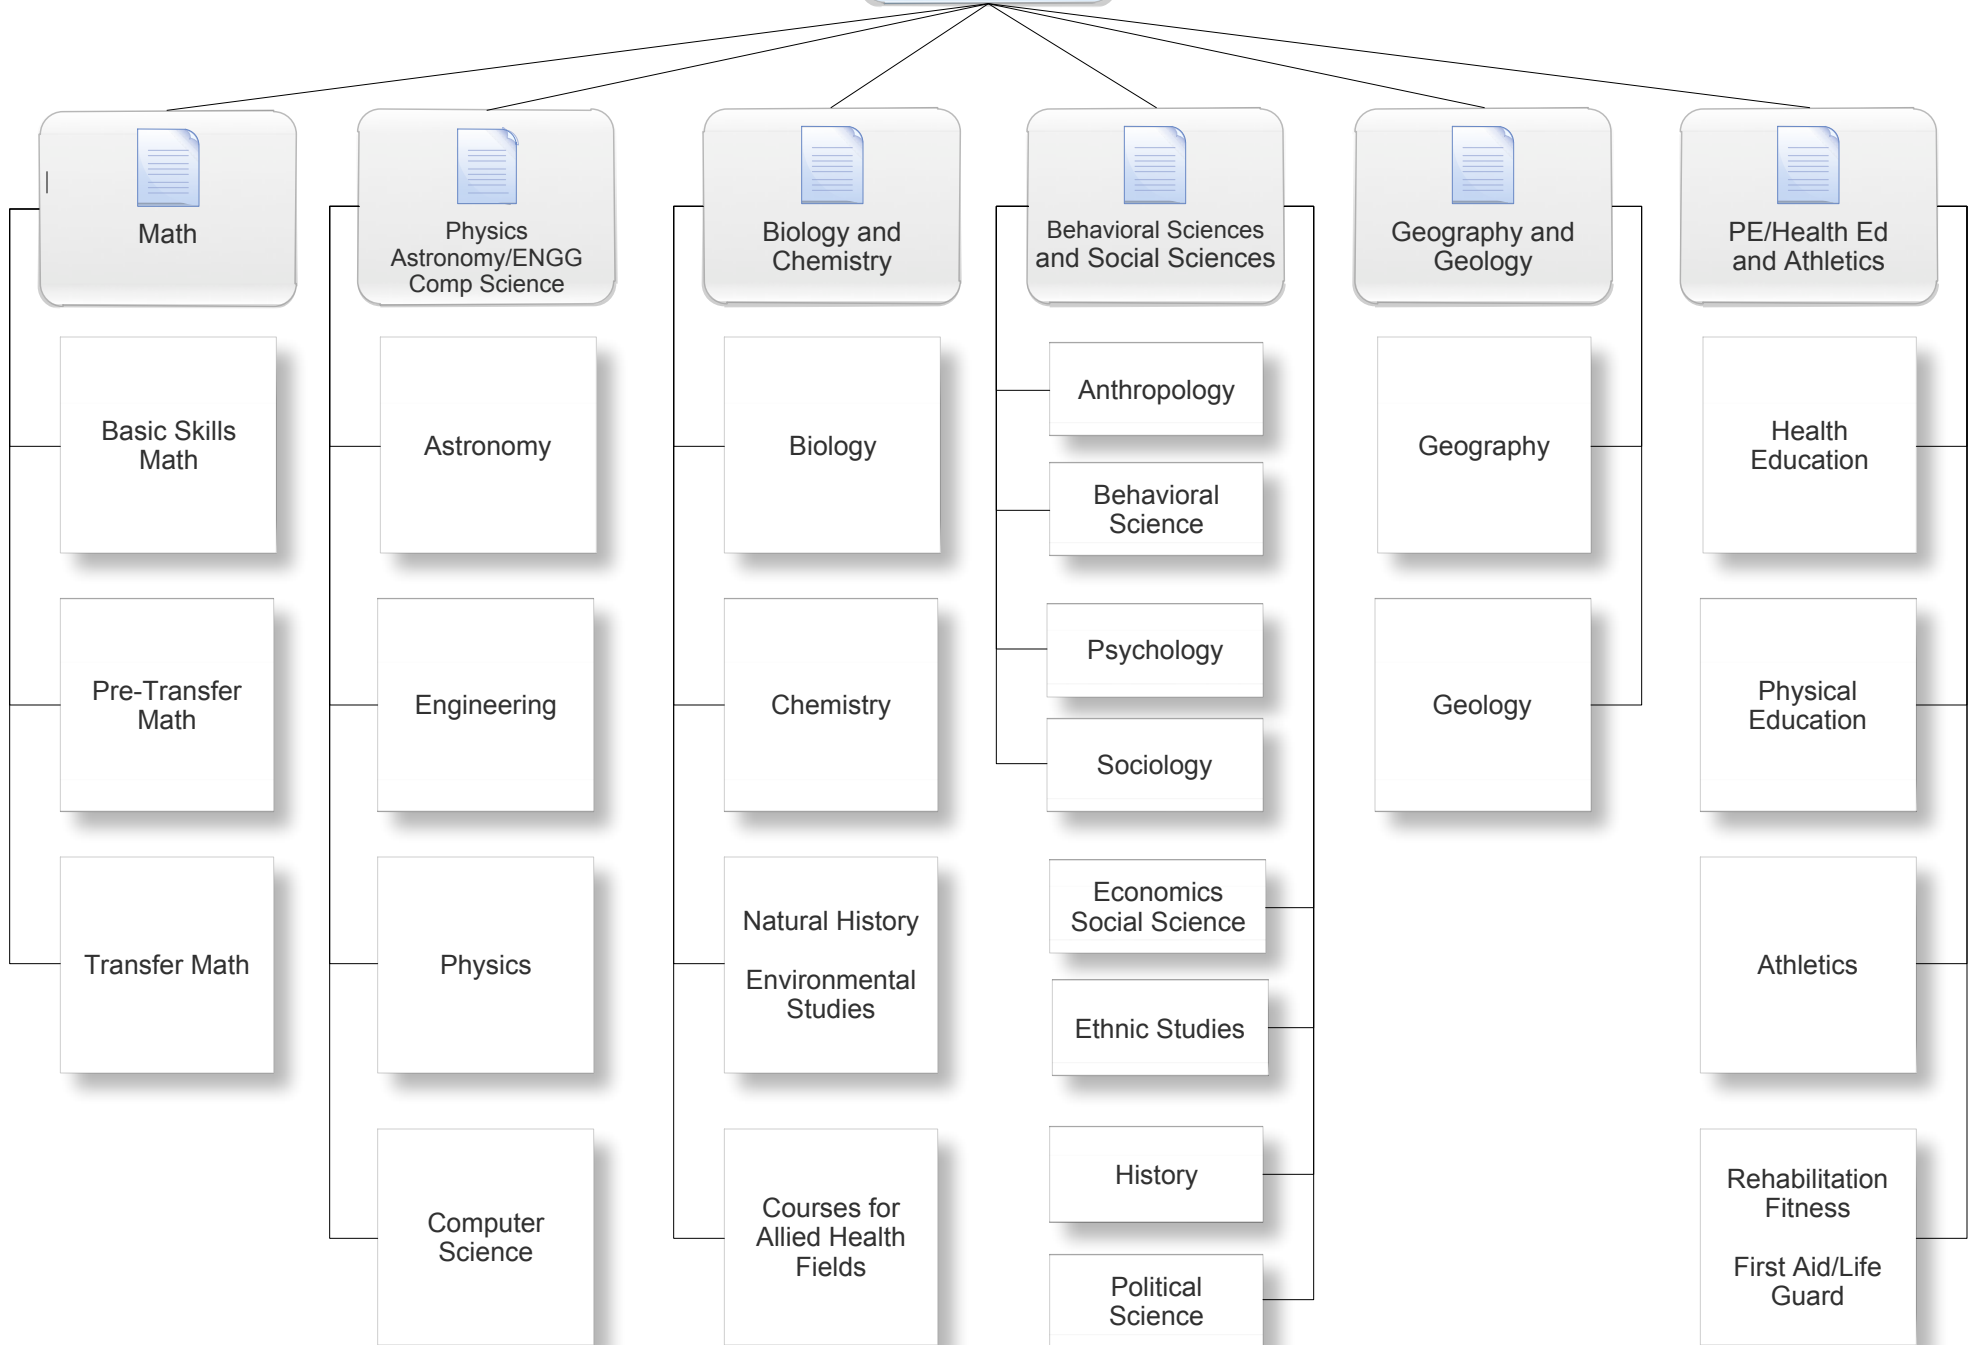 Math
Physics
Astronomy/ENGG
Comp Science
Biology and
Chemistry
Behavioral Sciences
and Social Sciences
Geography and
Geology
PE/Health Ed
and Athletics
Basic Skills
Math
Pre-Transfer
Math
Transfer Math
Astronomy
Engineering
Physics
Computer
Science
Biology
Chemistry
Natural History
Environmental
Studies
Courses for
Allied Health
Fields
Anthropology
Behavioral
Science
Psychology
Sociology
Economics
Social Science
Ethnic Studies
History
Political
Science
Geography
Geology
Health
Education
Physical
Education
Athletics
Rehabilitation
Fitness
First Aid/Life
Guard